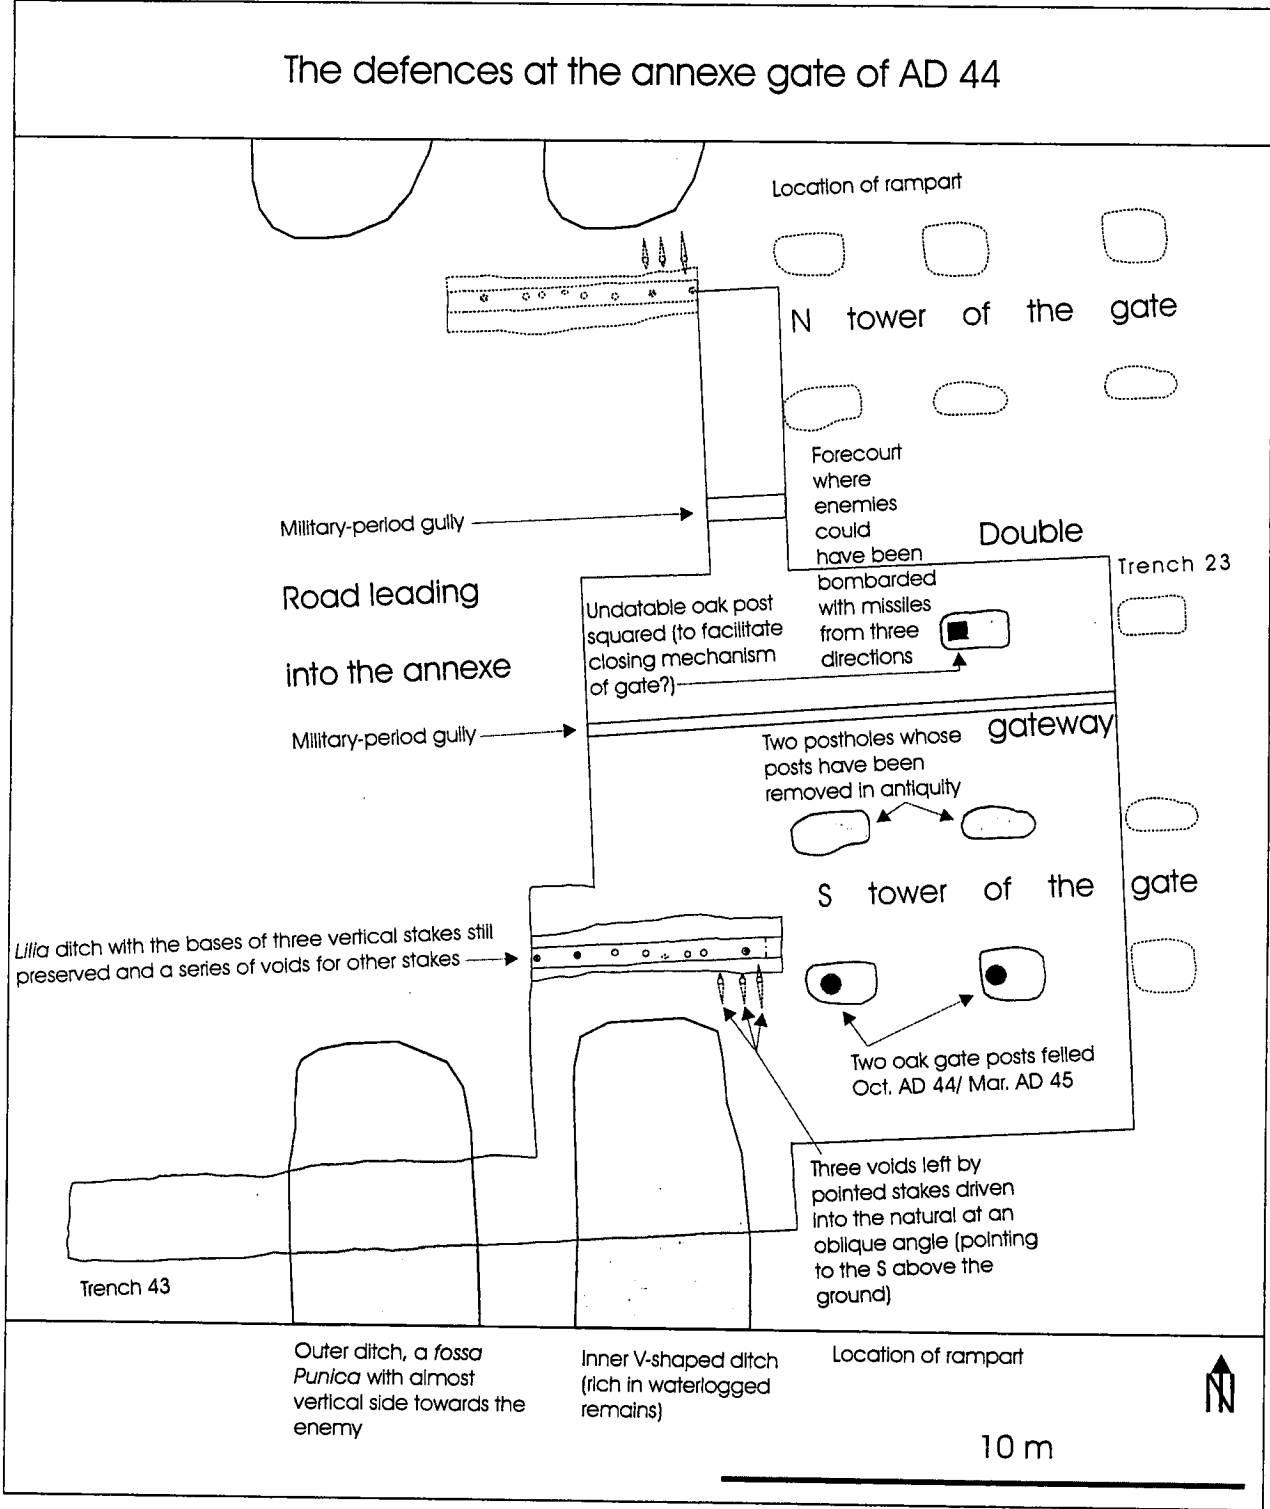 The defences at the annexe gate of AD 44
Location of rampart
N tower of the gate
Forecourt
where
enemies
could
have been
bombarded
with missiles
from three
directions
Military-period gully
Double
Trench 23
Road leading
into the annexe
Undatable oak post
squared (to facilitate
closing mechanism
of gate?)
Military-period gully
gateway
Two postholes whose
posts have been
removed in antiquity
S tower of the gate
Lilia ditch with the bases of three vertical stakes still
preserved and a series of voids for other stakes
Two oak gate posts felled
Oct. AD 44/ Mar. AD 45
Three voids left by
pointed stakes driven
into the natural at an
oblique angle (pointing
to the S above the
ground)
Trench 43
Outer ditch, a fossa
Punica with almost
vertical side towards the
enemy
Inner V-shaped ditch
(rich in waterlogged
remains)
Location of rampart
N
10 m